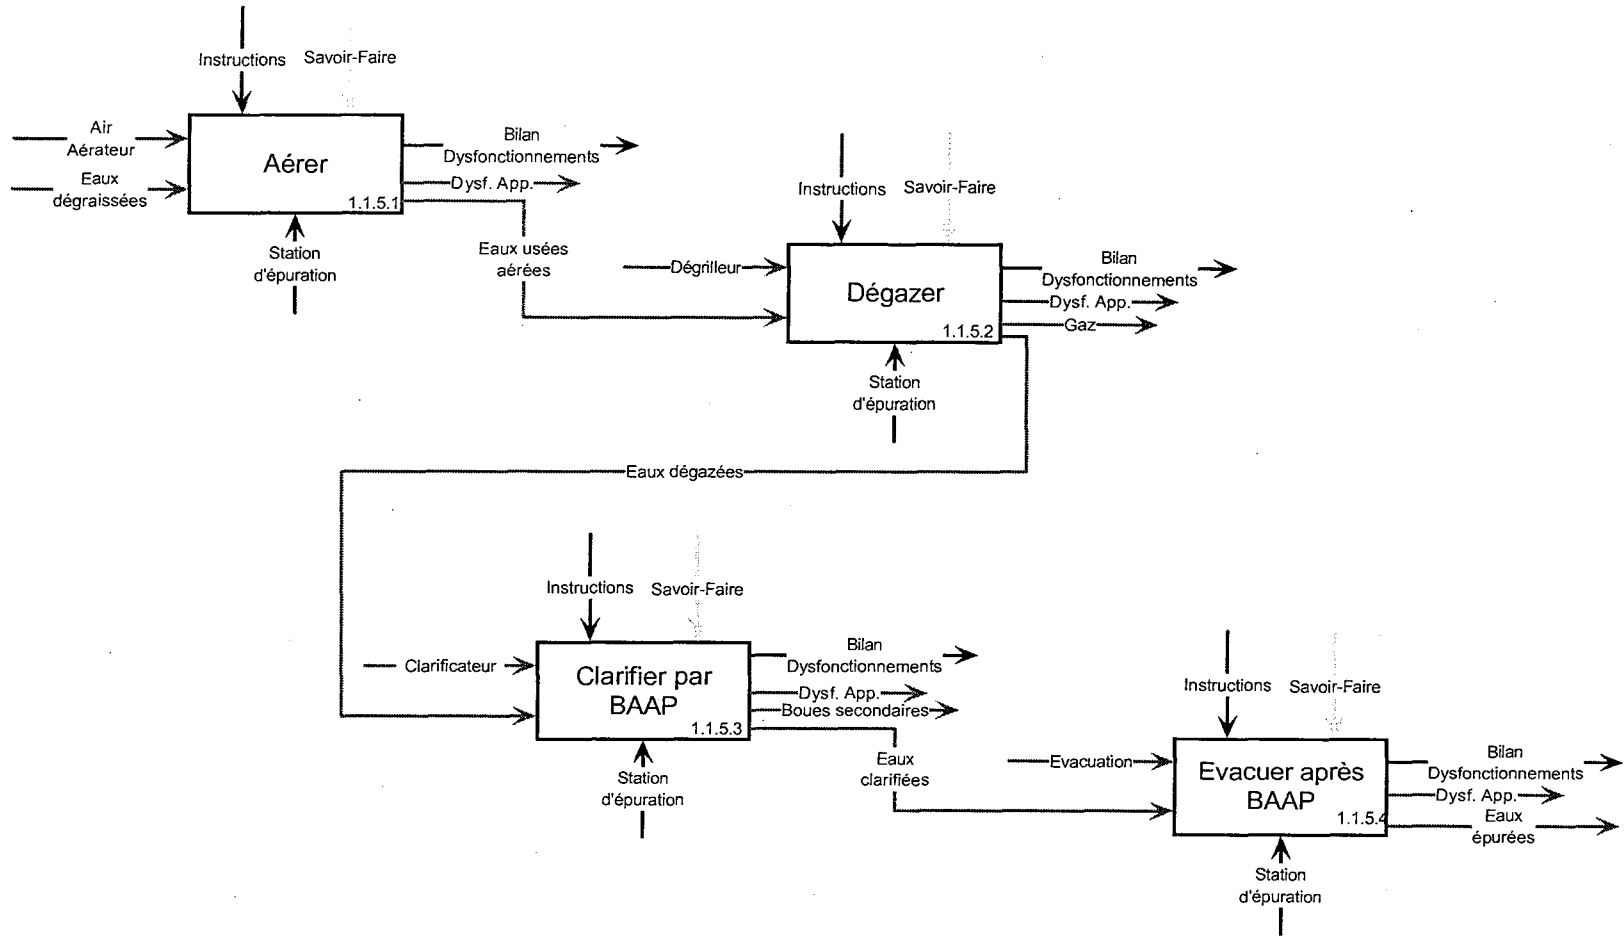 Instructions
Savoir-Faire
Air
Aérateur
Eaux
dégraissées
Aérer
1.1.5.1
Bilan
Dysfonctionnements
Dysf. App.
Station
d'épuration
Eaux usées
aérées
Instructions
Savoir-Faire
Dégrilleur
Dégazer
1.1.5.2
Bilan
Dysfonctionnements
Dysf. App.
Gaz
Station
d'épuration
Eaux dégazées
Instructions
Savoir-Faire
Clarificateur
Clarifier par
BAAP
1.1.5.3
Bilan
Dysfonctionnements
Dysf. App.
Boues secondaires
Station
d'épuration
Eaux
clarifiées
Instructions
Savoir-Faire
Evacuation
Evacuer après
BAAP
1.1.5.4
Bilan
Dysfonctionnements
Dysf. App.
Eaux
épurées
Station
d'épuration